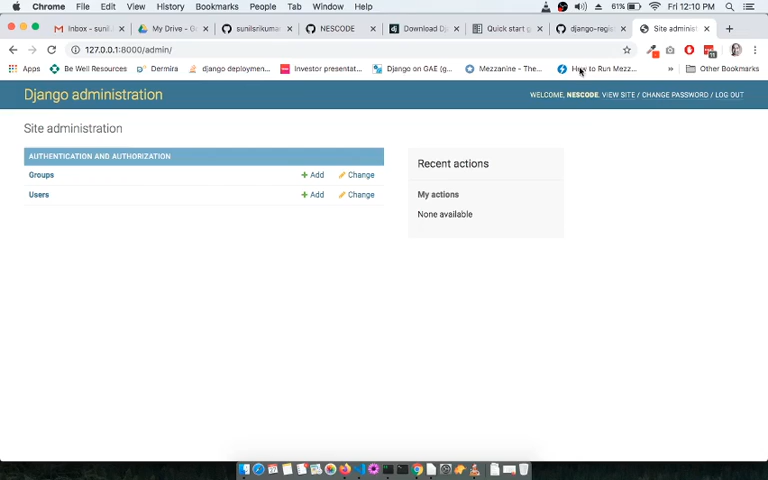 Chrome File Edit View History Bookmarks People Tab Window Help 61% Fri 12:10 PM
Inbox - sunil. My Drive - Go sunilsrikuma NESCODE Download Dj Quick start g django-regi Site adminis
127.0.0.1:8000/admin/
Apps Be Well Resources Dermira django deploymen... Investor presentat... Django on GAE (g... Mezzanine - The... How to Run Mezz... » Other Bookmarks
Django administration
WELCOME, NESCODE. VIEW SITE / CHANGE PASSWORD / LOG OUT
Site administration
AUTHENTICATION AND AUTHORIZATION
Groups + Add Change
Users + Add Change
Recent actions
My actions
None available